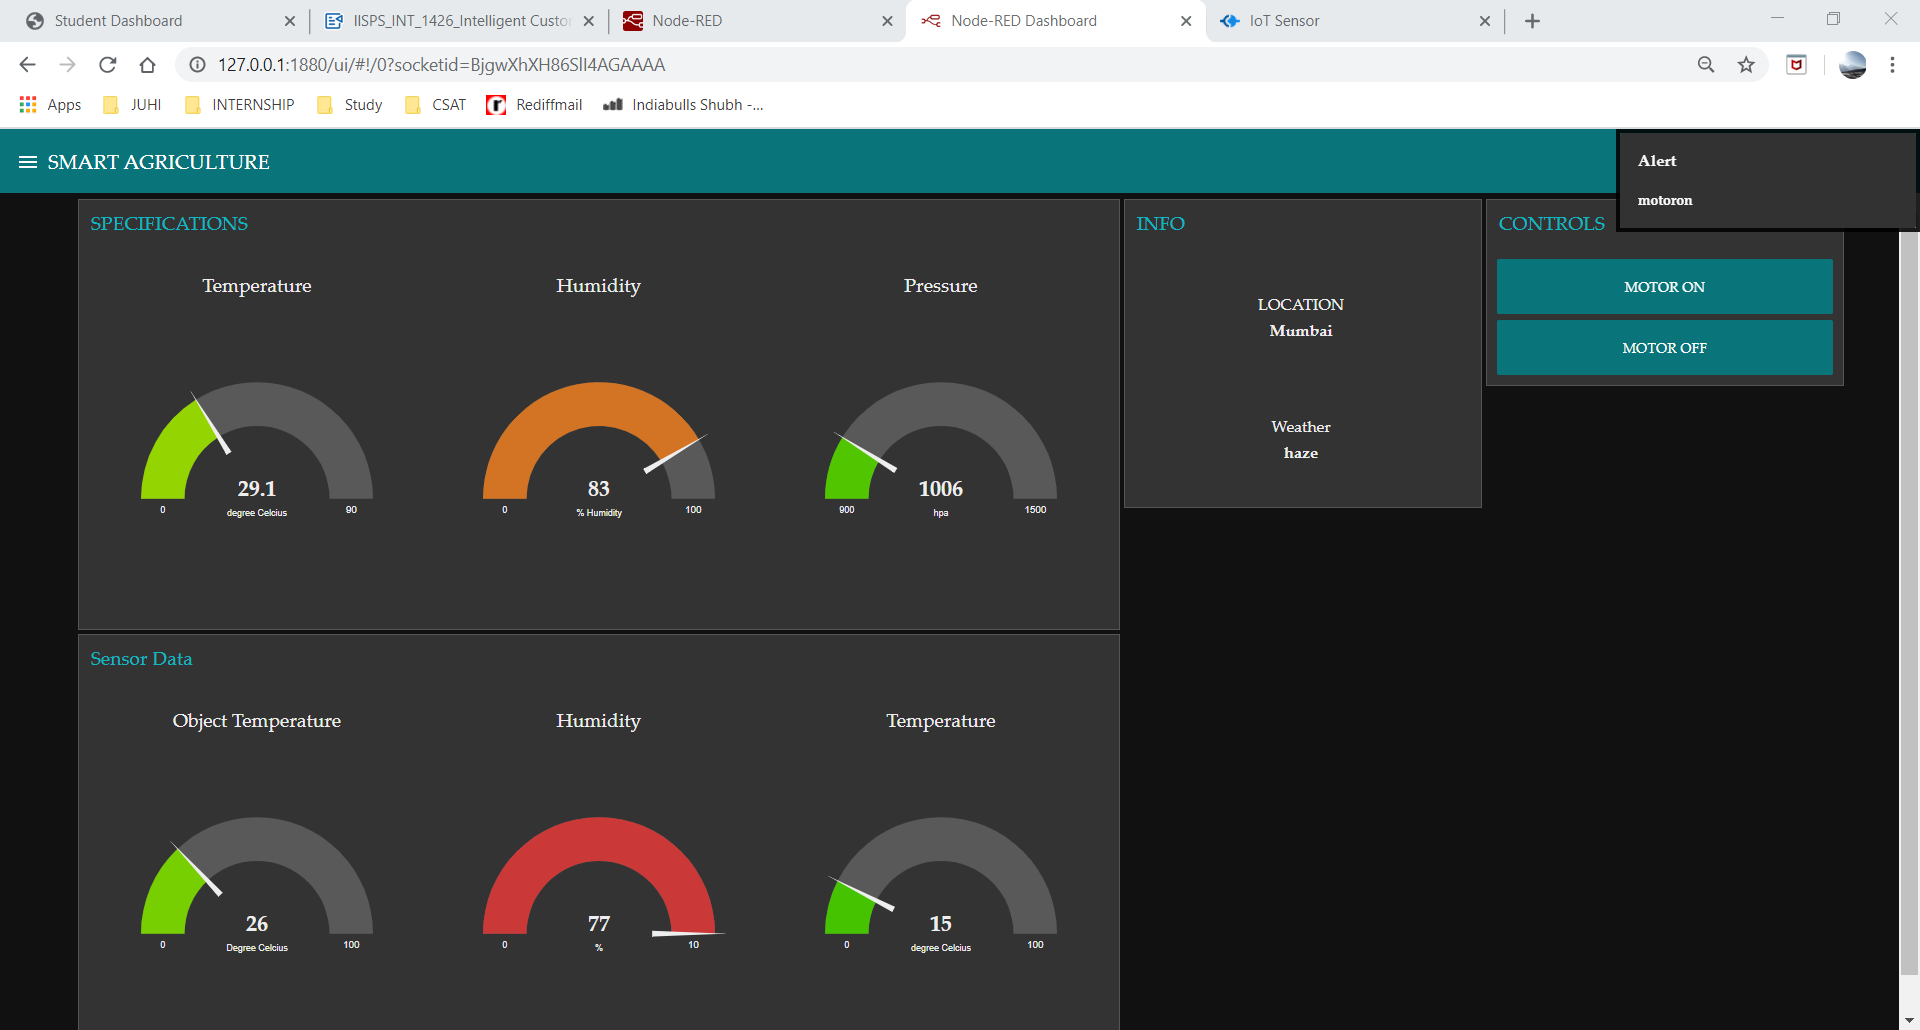 Student Dashboard
IISPS_INT_1426_Intelligent Custo
Node-RED
Node-RED Dashboard
IoT Sensor
127.0.0.1:1880/ui/#!/0?socketid=BjgwXhXH86SlI4AGAAAA
Apps
JUHI
INTERNSHIP
Study
CSAT
Rediffmail
Indiabulls Shubh -...
SMART AGRICULTURE
Alert
motoron
SPECIFICATIONS
Temperature
29.1
degree Celcius
0
90
Humidity
83
% Humidity
0
100
Pressure
1006
hpa
900
1500
INFO
LOCATION
Mumbai
Weather
haze
CONTROLS
MOTOR ON
MOTOR OFF
Sensor Data
Object Temperature
26
Degree Celcius
0
100
Humidity
77
%
0
10
Temperature
15
degree Celcius
0
100